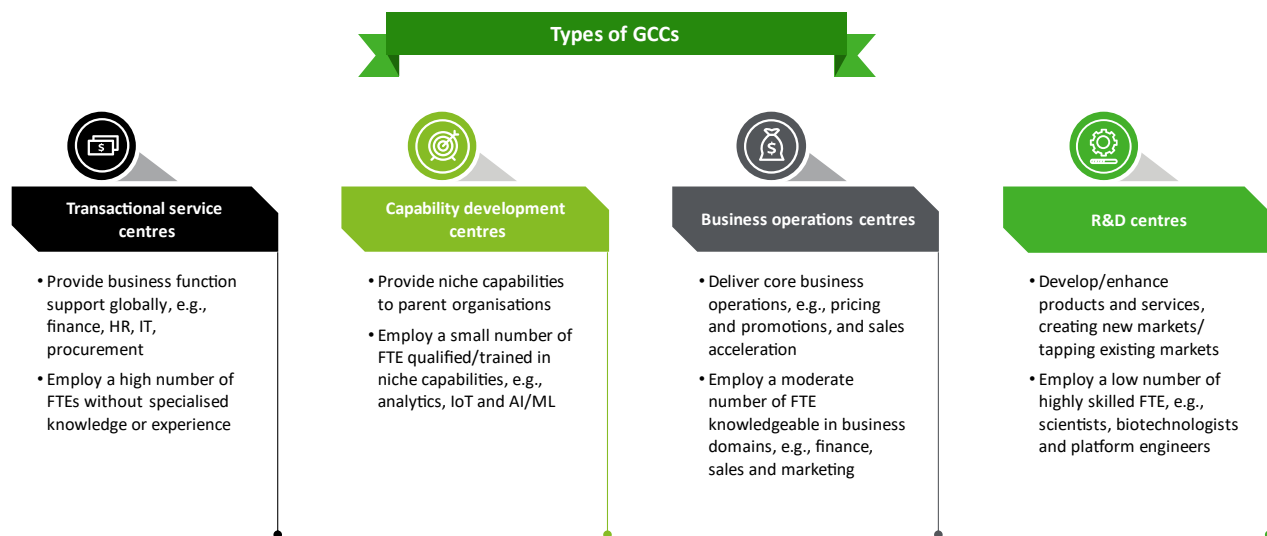 Types of GCCs
Transactional service
centres
• Provide business function
support globally, e.g.,
finance, HR, IT,
procurement
• Employ a high number of
FTEs without specialised
knowledge or experience
Capability development
centres
• Provide niche capabilities
to parent organisations
• Employ a small number of
FTE qualified/trained in
niche capabilities, e.g.,
analytics, IoT and AI/ML
Business operations centres
• Deliver core business
operations, e.g., pricing
and promotions, and sales
acceleration
• Employ a moderate
number of FTE
knowledgeable in business
domains, e.g., finance,
sales and marketing
R&D centres
• Develop/enhance
products and services,
creating new markets/
tapping existing markets
• Employ a low number of
highly skilled FTE, e.g.,
scientists, biotechnologists
and platform engineers